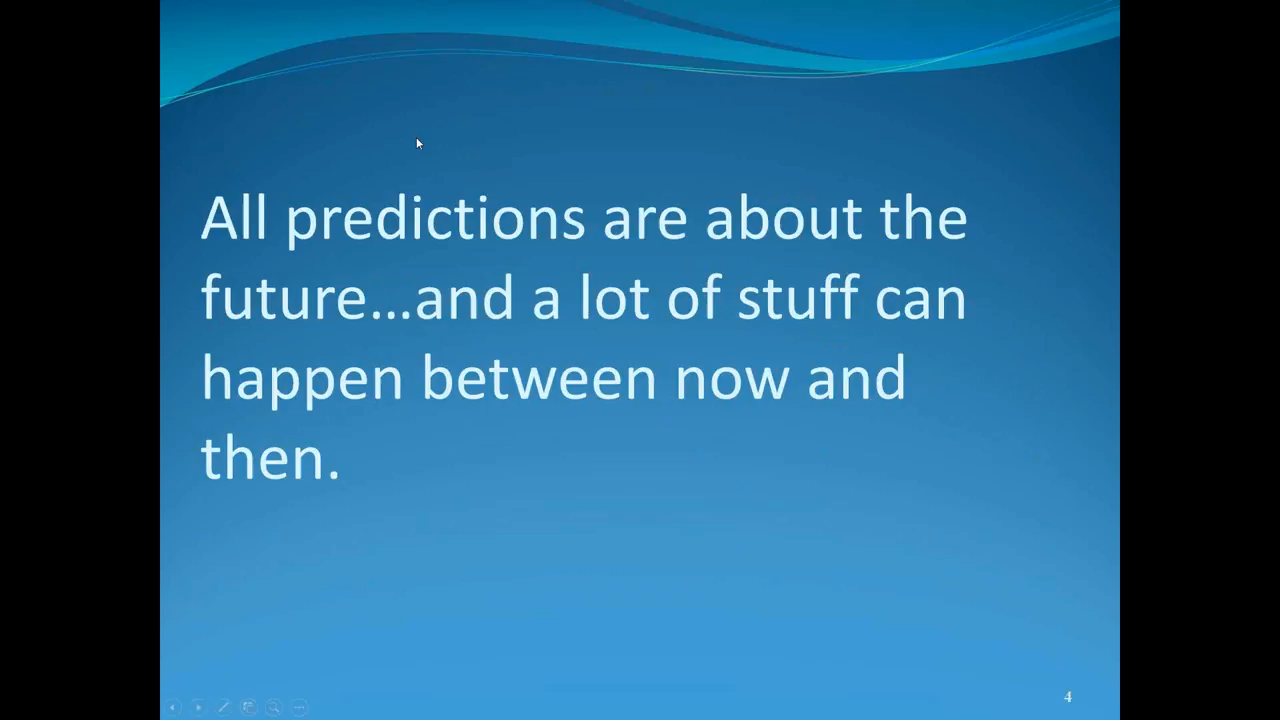 All predictions are about the
future...and a lot of stuff can
happen between now and
then.
4